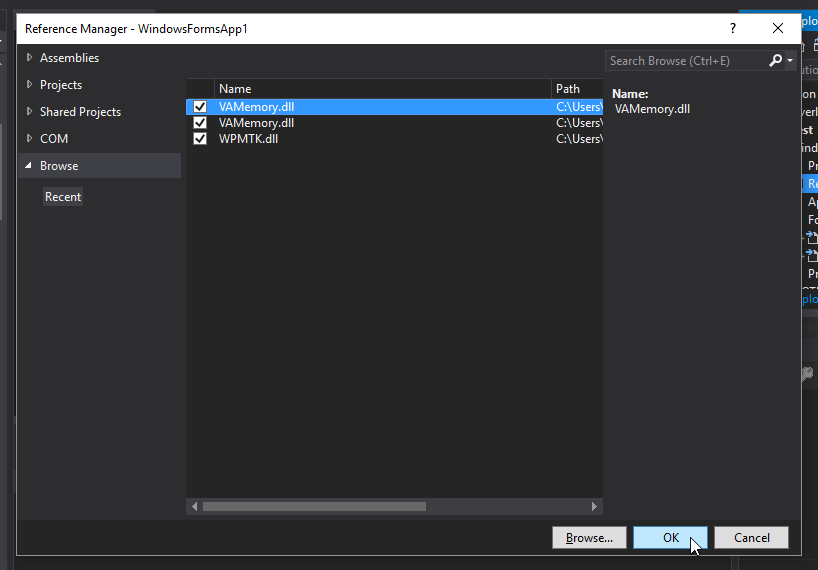 Reference Manager - WindowsFormsApp1
?
Assemblies
Projects
Shared Projects
COM
Browse
Recent
Name Path
VAMemory.dll C:\Users\
VAMemory.dll C:\Users\
WPMTK.dll C:\Users\
Search Browse (Ctrl+E)
Name:
VAMemory.dll
Browse... OK Cancel